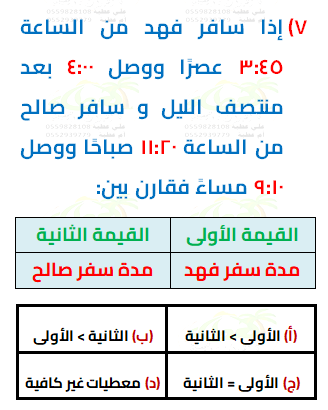 ٧) إذا سافر فهد من الساعة
٣:٤٥ عصرًا ووصل ٤:٠٠ بعد
منتصف الليل و سافر صالح
من الساعة ١١:٢٠ صباحًا ووصل
٩:١٠ مساءً فقارن بين:
القيمة الأولى القيمة الثانية
مدة سفر فهد مدة سفر صالح
(أ) الأولى > الثانية (ب) الثانية > الأولى
(ج) الأولى = الثانية (د) معطيات غير كافية